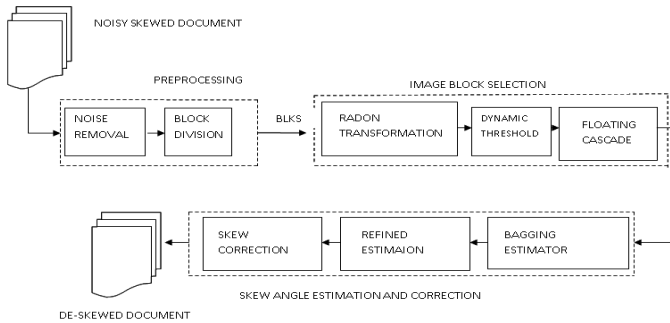 NOISY SKEWED DOCUMENT
PREPROCESSING
IMAGE BLOCK SELECTION
NOISE
REMOVAL
BLOCK
DIVISION
BLKS
RADON
TRANSFORMATION
DYNAMIC
THRESHOLD
FLOATING
CASCADE
BAGGING
ESTIMATOR
REFINED
ESTIMAION
SKEW
CORRECTION
SKEW ANGLE ESTIMATION AND CORRECTION
DE-SKEWED DOCUMENT